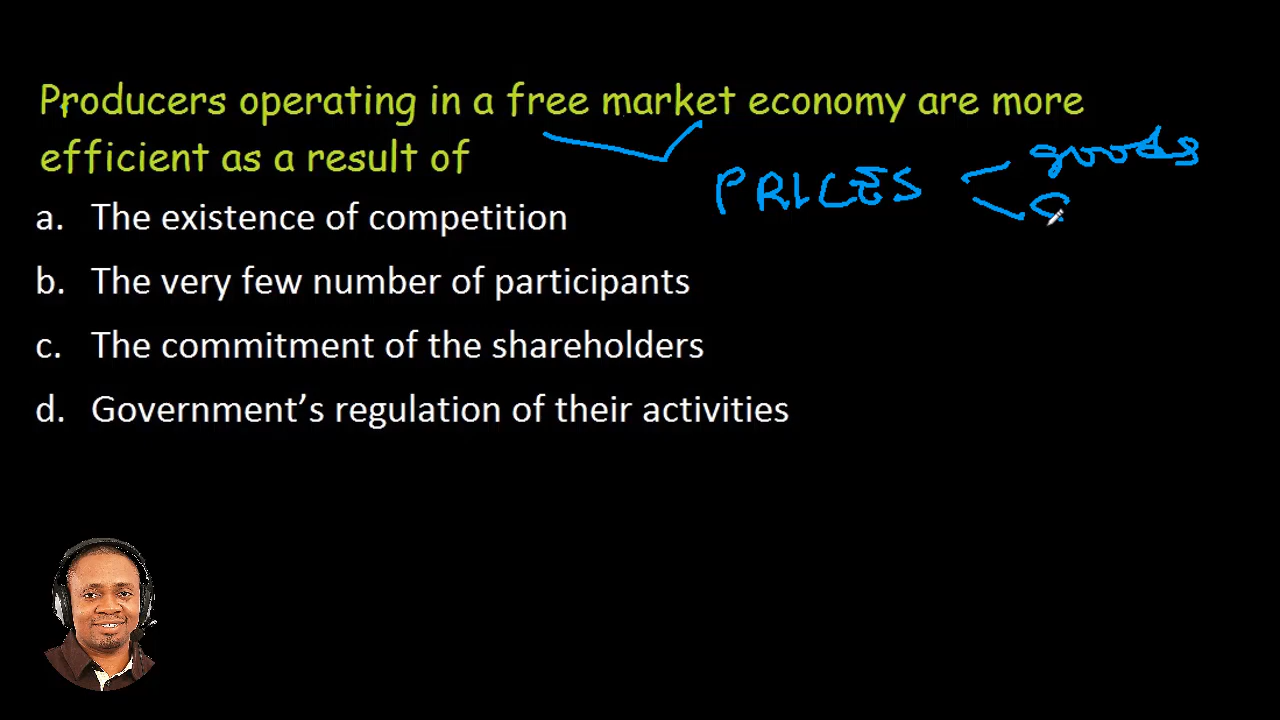 Producers operating in a free market economy are more
efficient as a result of
PRICES
goods
a. The existence of competition
b. The very few number of participants
c. The commitment of the shareholders
d. Government’s regulation of their activities